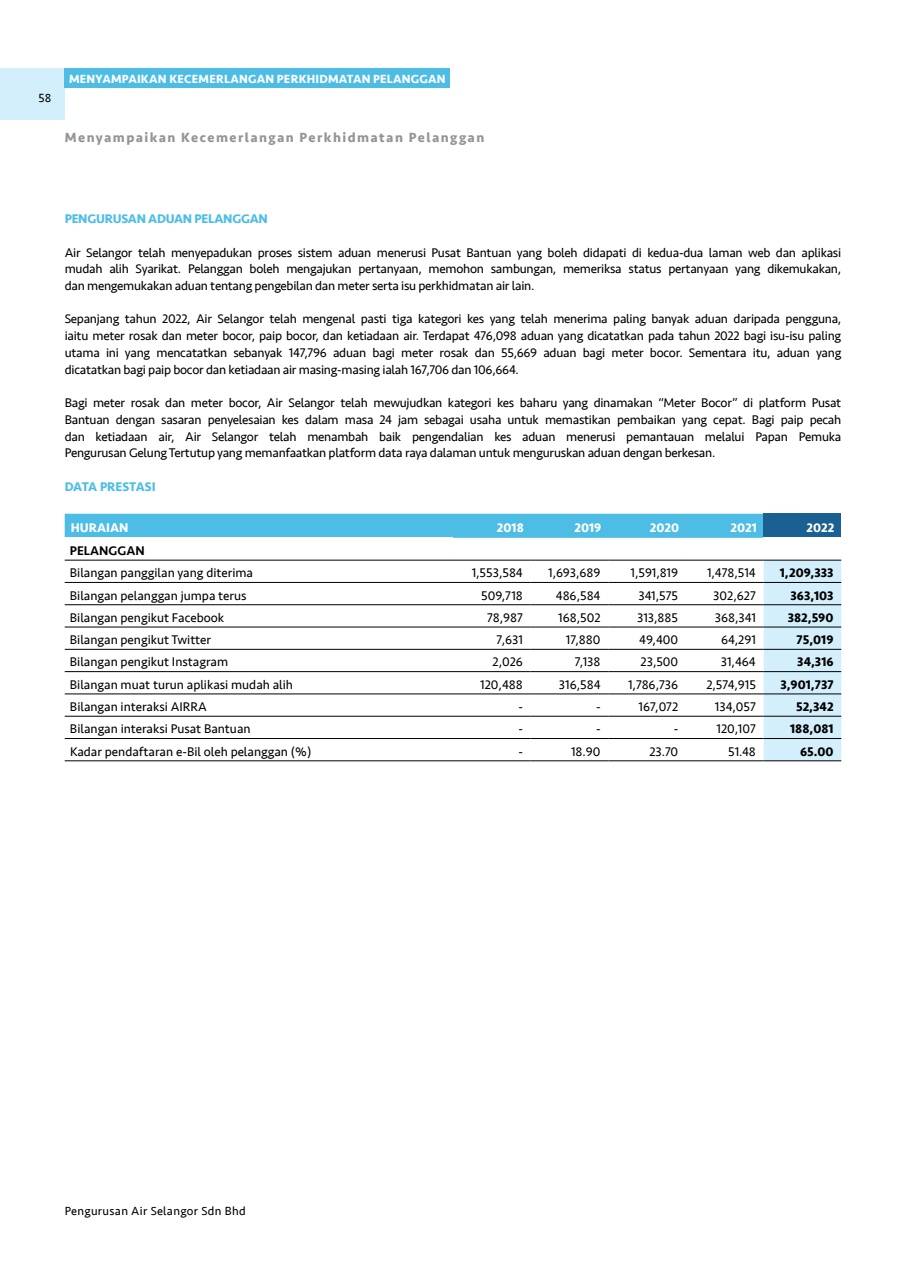 MENYAMPAIKAN KECEMERLANGAN PERKHIDMATAN PELANGGAN
58
Menyampaikan Kecemerlangan Perkhidmatan Pelanggan
PENGURUSAN ADUAN PELANGGAN
Air Selangor telah menyepadukan proses sistem aduan menerusi Pusat Bantuan yang boleh didapati di kedua-dua laman web dan aplikasi
mudah alih Syarikat. Pelanggan boleh mengajukan pertanyaan, memohon sambungan, memeriksa status pertanyaan yang dikemukakan,
dan mengemukakan aduan tentang pengebilan dan meter serta isu perkhidmatan air lain.
Sepanjang tahun 2022, Air Selangor telah mengenal pasti tiga kategori kes yang telah menerima paling banyak aduan daripada pengguna,
iaitu meter rosak dan meter bocor, paip bocor, dan ketiadaan air. Terdapat 476,098 aduan yang dicatatkan pada tahun 2022 bagi isu-isu paling
utama ini yang mencatatkan sebanyak 147,796 aduan bagi meter rosak dan 55,669 aduan bagi meter bocor. Sementara itu, aduan yang
dicatatkan bagi paip bocor dan ketiadaan air masing-masing ialah 167,706 dan 106,664.
Bagi meter rosak dan meter bocor, Air Selangor telah mewujudkan kategori kes baharu yang dinamakan “Meter Bocor” di platform Pusat
Bantuan dengan sasaran penyelesaian kes dalam masa 24 jam sebagai usaha untuk memastikan pembaikan yang cepat. Bagi paip pecah
dan ketiadaan air, Air Selangor telah menambah baik pengendalian kes aduan menerusi pemantauan melalui Papan Pemuka
Pengurusan Gelung Tertutup yang memanfaatkan platform data raya dalaman untuk menguruskan aduan dengan berkesan.
DATA PRESTASI
HURAIAN 2018 2019 2020 2021 2022
PELANGGAN
Bilangan panggilan yang diterima 1,553,584 1,693,689 1,591,819 1,478,514 1,209,333
Bilangan pelanggan jumpa terus 509,718 486,584 341,575 302,627 363,103
Bilangan pengikut Facebook 78,987 168,502 313,885 368,341 382,590
Bilangan pengikut Twitter 7,631 17,880 49,400 64,291 75,019
Bilangan pengikut Instagram 2,026 7,138 23,500 31,464 34,316
Bilangan muat turun aplikasi mudah alih 120,488 316,584 1,786,736 2,574,915 3,901,737
Bilangan interaksi AIRRA - - 167,072 134,057 52,342
Bilangan interaksi Pusat Bantuan - - - 120,107 188,081
Kadar pendaftaran e-Bil oleh pelanggan (%) - 18.90 23.70 51.48 65.00
Pengurusan Air Selangor Sdn Bhd